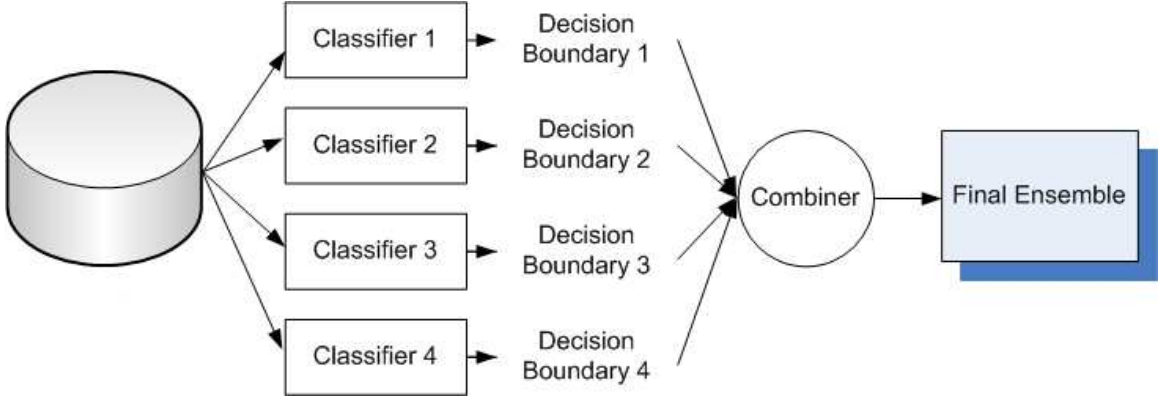 Classifier 1
Decision
Boundary 1
Classifier 2
Decision
Boundary 2
Classifier 3
Decision
Boundary 3
Classifier 4
Decision
Boundary 4
Combiner
Final Ensemble